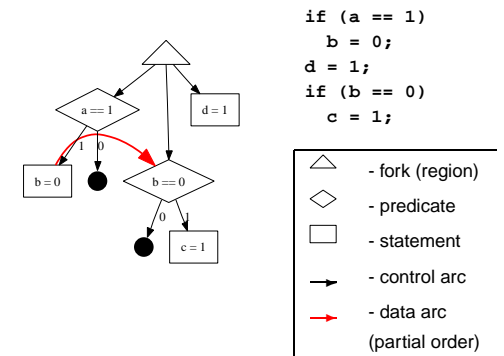 if (a == 1)
b = 0;
d = 1;
if (b == 0)
c = 1;
a == 1
d = 1
1 0
b = 0
b == 0
0 1
c = 1
- fork (region)
- predicate
- statement
- control arc
- data arc
(partial order)